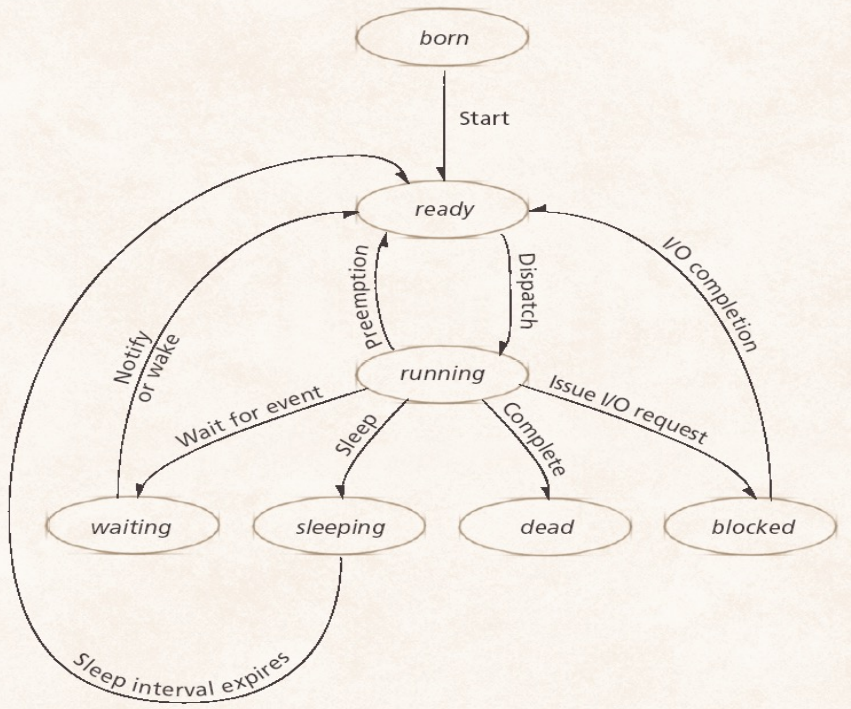 born
Start
ready
Preemption
Dispatch
I/O completion
Notify
or wake
running
Wait for event
Sleep
Complete
Issue I/O request
waiting
sleeping
dead
blocked
Sleep interval expires